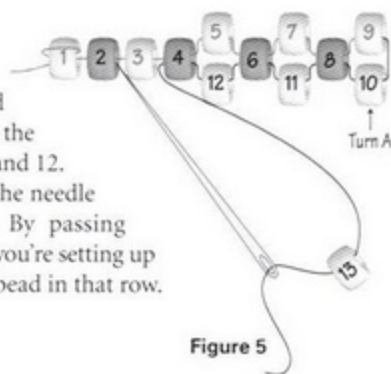 5 7 9
1 2 3 4 6 8
12 11 10
Turn A
the
and 12.
the needle
By passing
you're setting up
bead in that row.
13
Figure 5